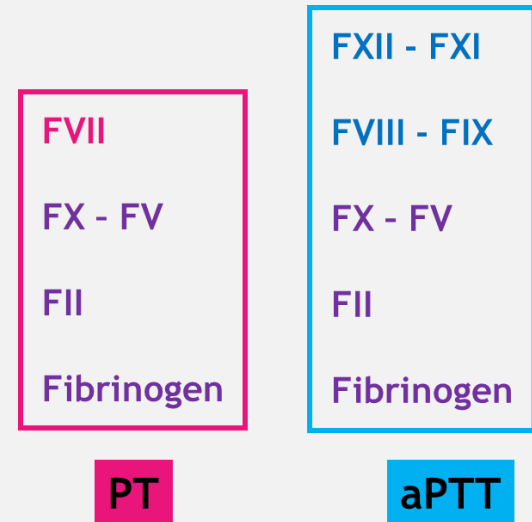 FVII
FX – FV
FII
Fibrinogen
PT
FXII - FXI
FVIII - FIX
FX – FV
FII
Fibrinogen
aPTT